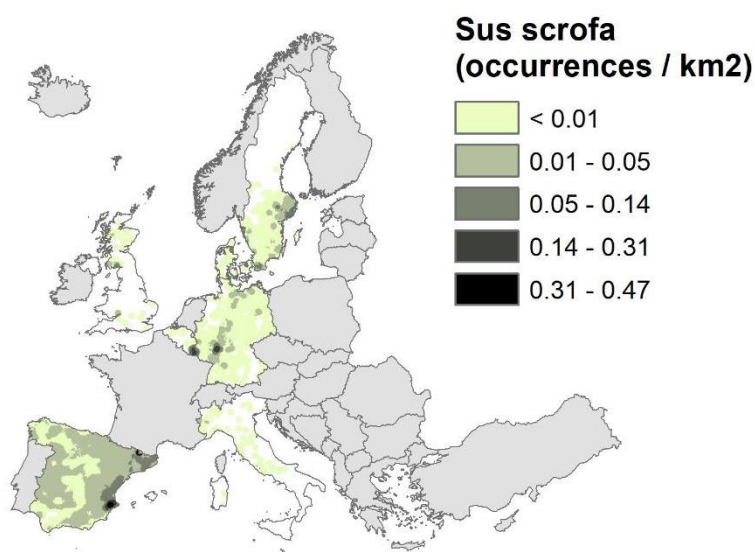 Sus scrofa
(occurrences / km2)
< 0.01
0.01 - 0.05
0.05 - 0.14
0.14 - 0.31
0.31 - 0.47